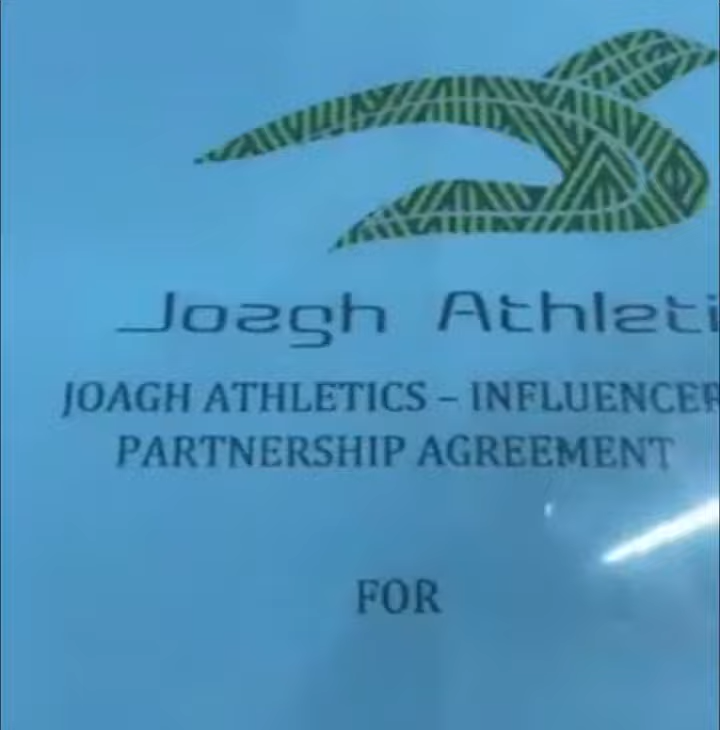 Joagh Athleti
JOAGH ATHLETICS – INFLUENCER
PARTNERSHIP AGREEMENT
FOR